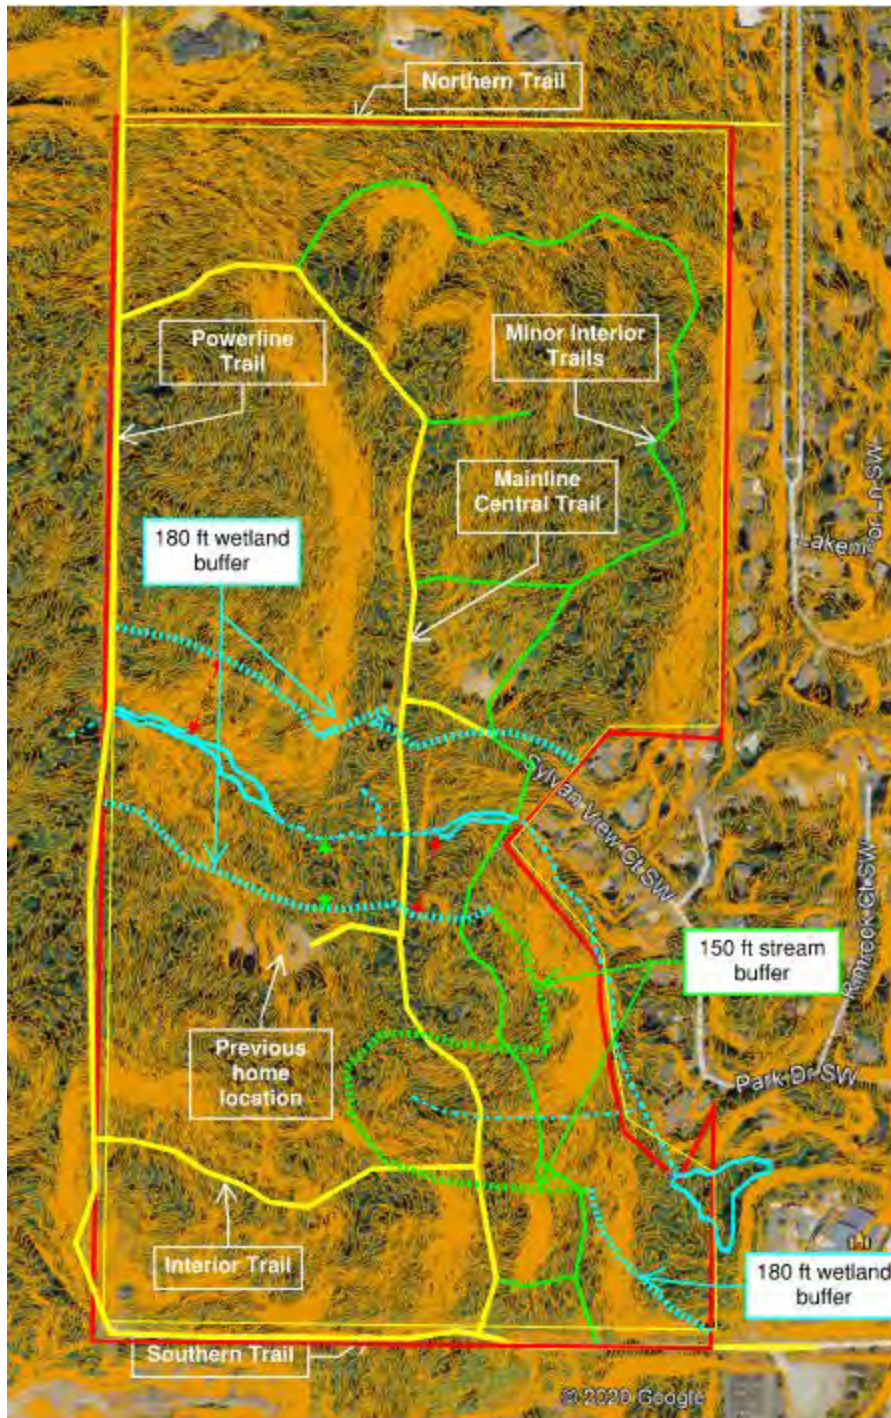 Northern Trail
Powerline
Trail
Minor Interior
Trails
Mainline
Central Trail
180 ft wetland
buffer
Sylvan View Ct SW
Rimrock Ct SW
150 ft stream
buffer
Previous
home
location
Park Dr SW
Interior Trail
180 ft wetland
buffer
Southern Trail
© 2020 Google